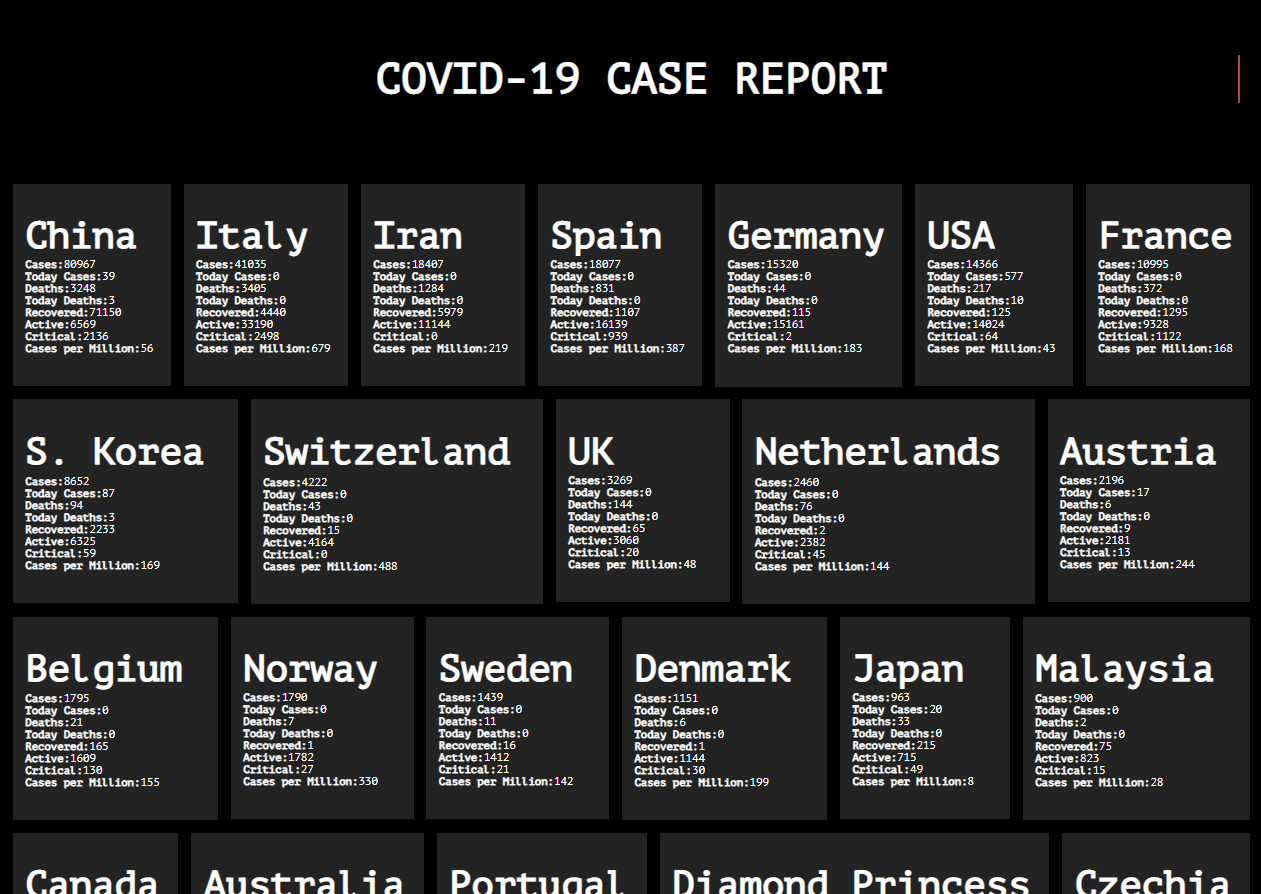 COVID-19 CASE REPORT
China
Cases:80967
Today Cases:39
Deaths:3248
Today Deaths:3
Recovered:71150
Active:6569
Critical:2136
Cases per Million:56
Italy
Cases:41035
Today Cases:0
Deaths:3405
Today Deaths:0
Recovered:4440
Active:33190
Critical:2498
Cases per Million:679
Iran
Cases:18407
Today Cases:0
Deaths:1284
Today Deaths:0
Recovered:5979
Active:11144
Critical:0
Cases per Million:219
Spain
Cases:18077
Today Cases:0
Deaths:831
Today Deaths:0
Recovered:1107
Active:16139
Critical:939
Cases per Million:387
Germany
Cases:15320
Today Cases:0
Deaths:44
Today Deaths:0
Recovered:115
Active:15161
Critical:2
Cases per Million:183
USA
Cases:14366
Today Cases:577
Deaths:217
Today Deaths:10
Recovered:125
Active:14024
Critical:64
Cases per Million:43
France
Cases:10995
Today Cases:0
Deaths:372
Today Deaths:0
Recovered:1295
Active:9328
Critical:1122
Cases per Million:168
S. Korea
Cases:8652
Today Cases:87
Deaths:94
Today Deaths:3
Recovered:2233
Active:6325
Critical:59
Cases per Million:169
Switzerland
Cases:4222
Today Cases:0
Deaths:43
Today Deaths:0
Recovered:15
Active:4164
Critical:0
Cases per Million:488
UK
Cases:3269
Today Cases:0
Deaths:144
Today Deaths:0
Recovered:65
Active:3060
Critical:20
Cases per Million:48
Netherlands
Cases:2460
Today Cases:0
Deaths:76
Today Deaths:0
Recovered:2
Active:2382
Critical:45
Cases per Million:144
Austria
Cases:2196
Today Cases:17
Deaths:6
Today Deaths:0
Recovered:9
Active:2181
Critical:13
Cases per Million:244
Belgium
Cases:1795
Today Cases:0
Deaths:21
Today Deaths:0
Recovered:165
Active:1609
Critical:130
Cases per Million:155
Norway
Cases:1790
Today Cases:0
Deaths:7
Today Deaths:0
Recovered:1
Active:1782
Critical:27
Cases per Million:330
Sweden
Cases:1439
Today Cases:0
Deaths:11
Today Deaths:0
Recovered:16
Active:1412
Critical:21
Cases per Million:142
Denmark
Cases:1151
Today Cases:0
Deaths:6
Today Deaths:0
Recovered:1
Active:1144
Critical:30
Cases per Million:199
Japan
Cases:963
Today Cases:20
Deaths:33
Today Deaths:0
Recovered:215
Active:715
Critical:49
Cases per Million:8
Malaysia
Cases:900
Today Cases:0
Deaths:2
Today Deaths:0
Recovered:75
Active:823
Critical:15
Cases per Million:28
Canada
Australia
Portugal
Diamond Princess
Czechia